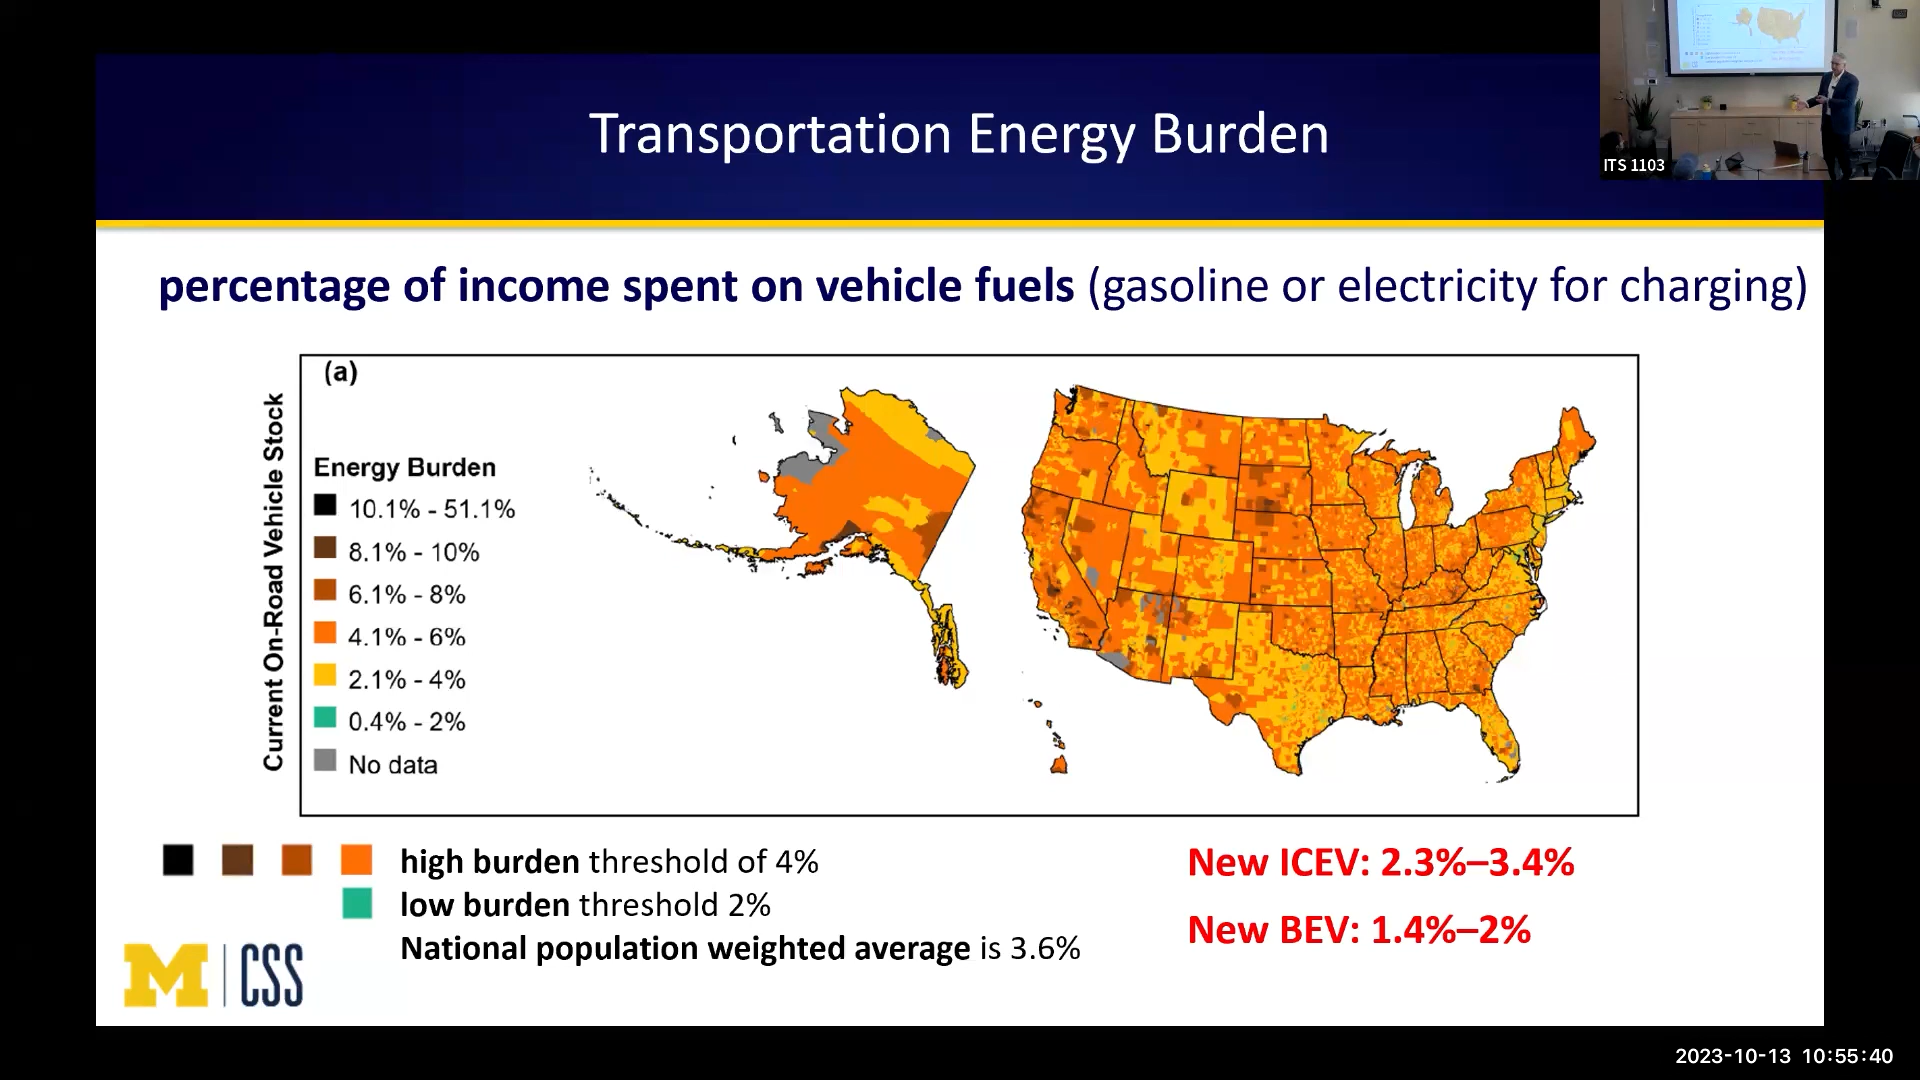 Transportation Energy Burden
ITS 1103
percentage of income spent on vehicle fuels (gasoline or electricity for charging)
(a)
Current On-Road Vehicle Stock
Energy Burden
10.1% - 51.1%
8.1% - 10%
6.1% - 8%
4.1% - 6%
2.1% - 4%
0.4% - 2%
No data
high burden threshold of 4%
low burden threshold 2%
National population weighted average is 3.6%
New ICEV: 2.3%–3.4%
New BEV: 1.4%–2%
M CSS
2023-10-13 10:55:40